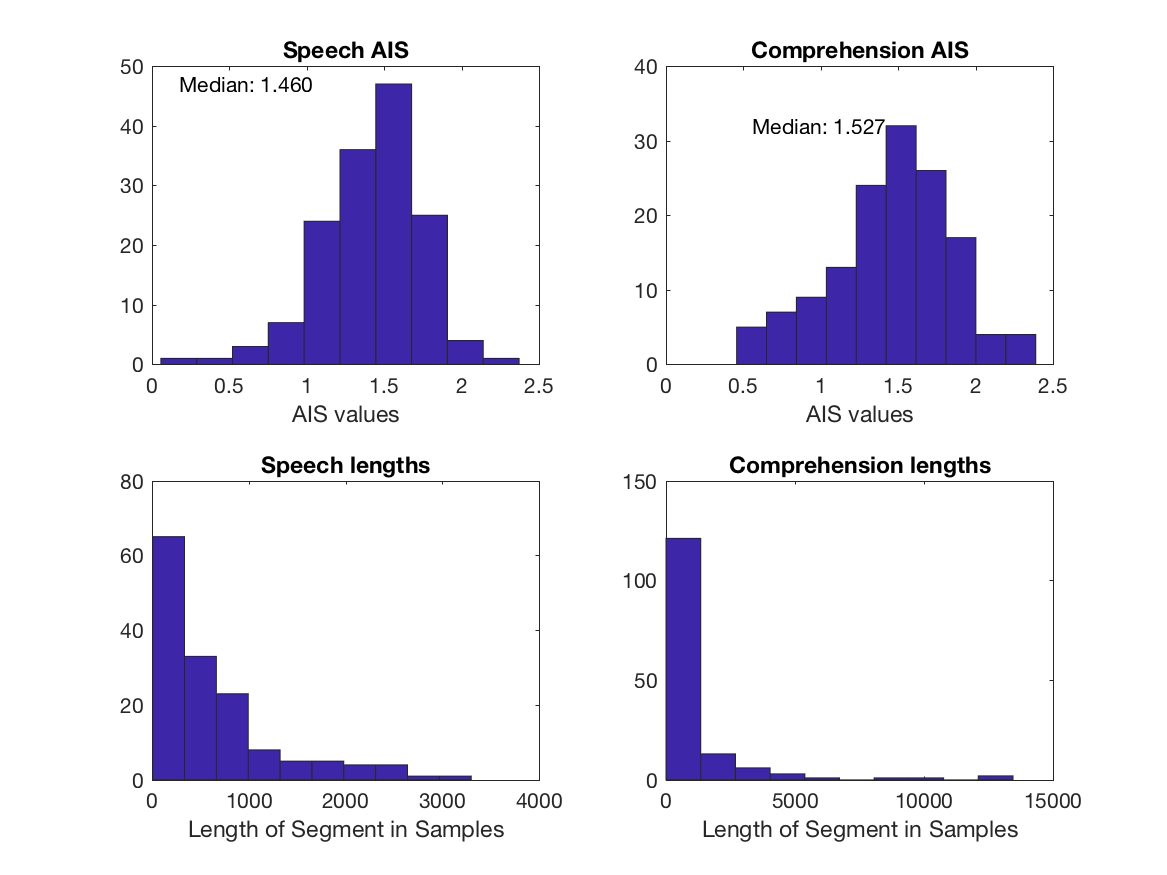 Speech AIS
50
Median: 1.460
40
30
20
10
0
0 0.5 1 1.5 2 2.5
AIS values
Comprehension AIS
40
Median: 1.527
30
20
10
0
0 0.5 1 1.5 2 2.5
AIS values
Speech lengths
80
60
40
20
0
0 1000 2000 3000 4000
Length of Segment in Samples
Comprehension lengths
150
100
50
0
0 5000 10000 15000
Length of Segment in Samples